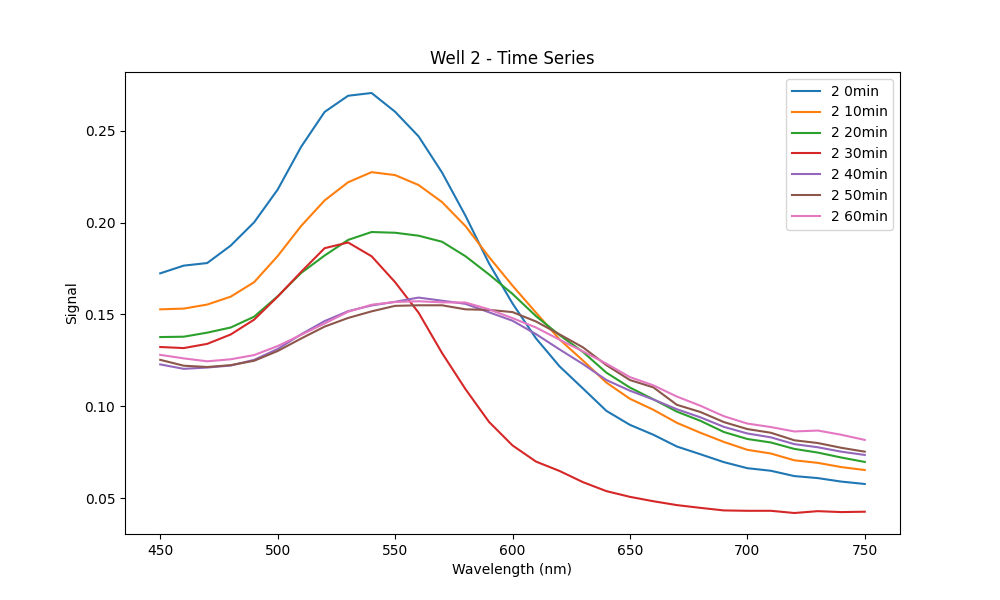 Well 2 - Time Series
2 0min
2 10min
2 20min
2 30min
2 40min
2 50min
2 60min
Signal
0.25
0.20
0.15
0.10
0.05
450 500 550 600 650 700 750
Wavelength (nm)